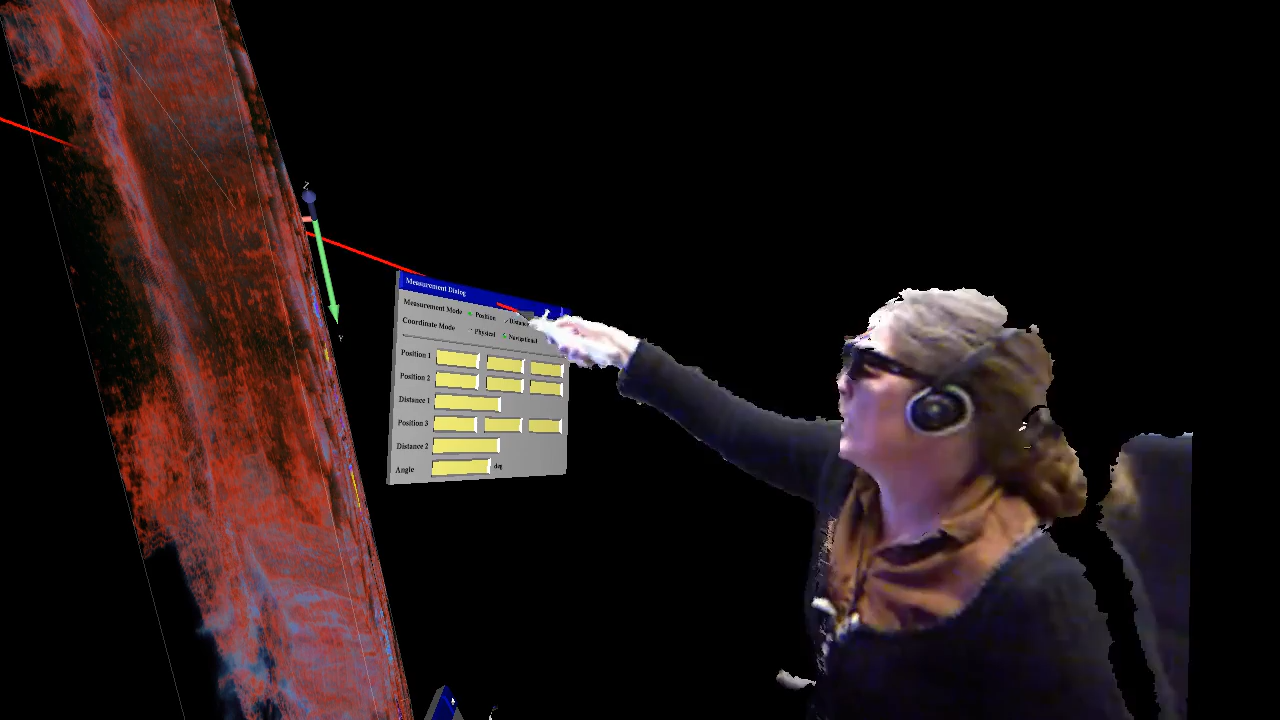 Z
Y
Measurement Dialog
Measurement Mode Position Distance
Coordinate Mode Physical Navigational
Position 1
Position 2
Distance 1
Position 3
Distance 2
Angle deg